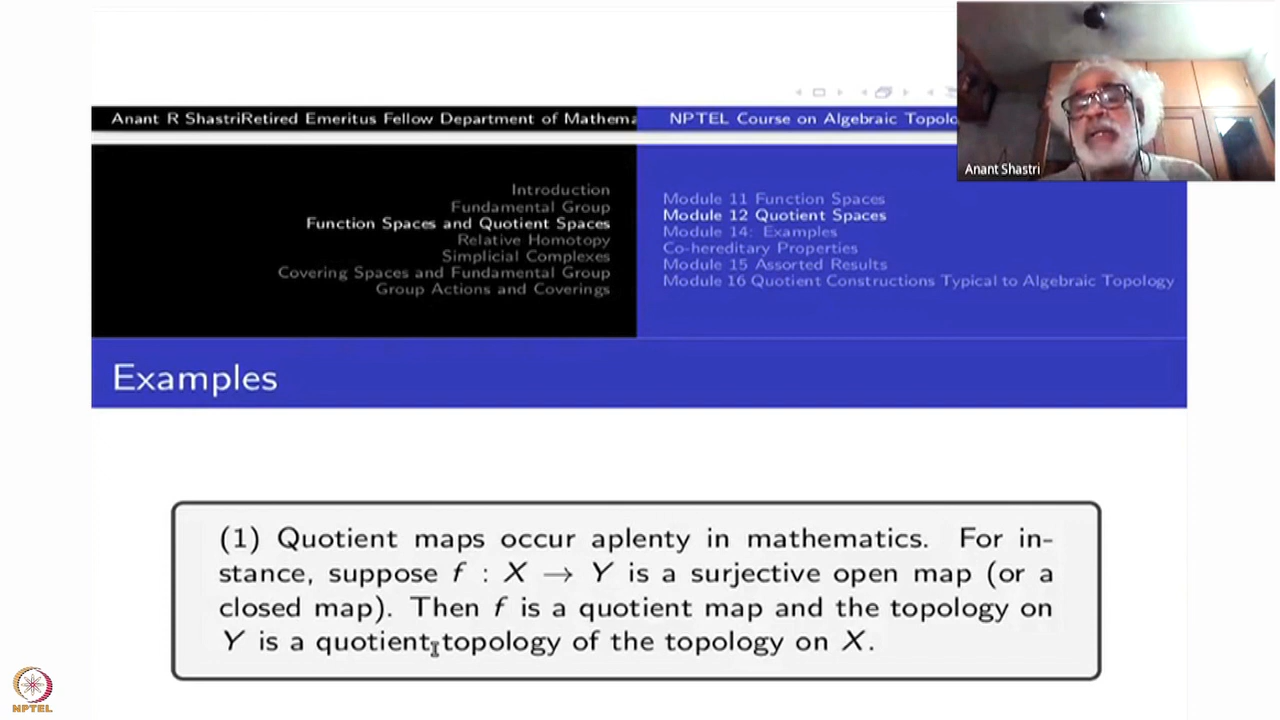 Anant R ShastriRetired Emeritus Fellow Department of Mathema
NPTEL Course on Algebraic Topolo
Anant Shastri
Introduction
Fundamental Group
Function Spaces and Quotient Spaces
Relative Homotopy
Simplicial Complexes
Covering Spaces and Fundamental Group
Group Actions and Coverings
Module 11 Function Spaces
Module 12 Quotient Spaces
Module 14: Examples
Co-hereditary Properties
Module 15 Assorted Results
Module 16 Quotient Constructions Typical to Algebraic Topology
Examples
(1) Quotient maps occur aplenty in mathematics. For in-
stance, suppose f : X → Y is a surjective open map (or a
closed map). Then f is a quotient map and the topology on
Y is a quotient topology of the topology on X.
NPTEL